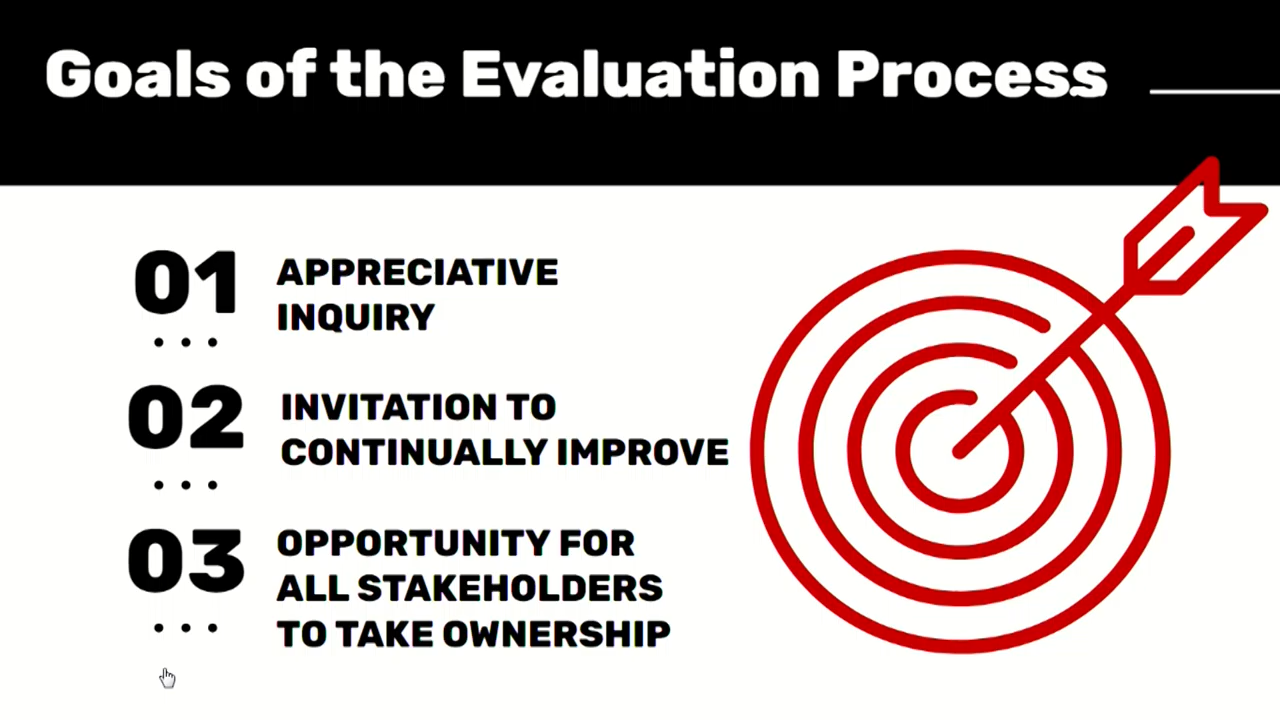 Goals of the Evaluation Process
01
APPRECIATIVE
INQUIRY
02
INVITATION TO
CONTINUALLY IMPROVE
03
OPPORTUNITY FOR
ALL STAKEHOLDERS
TO TAKE OWNERSHIP